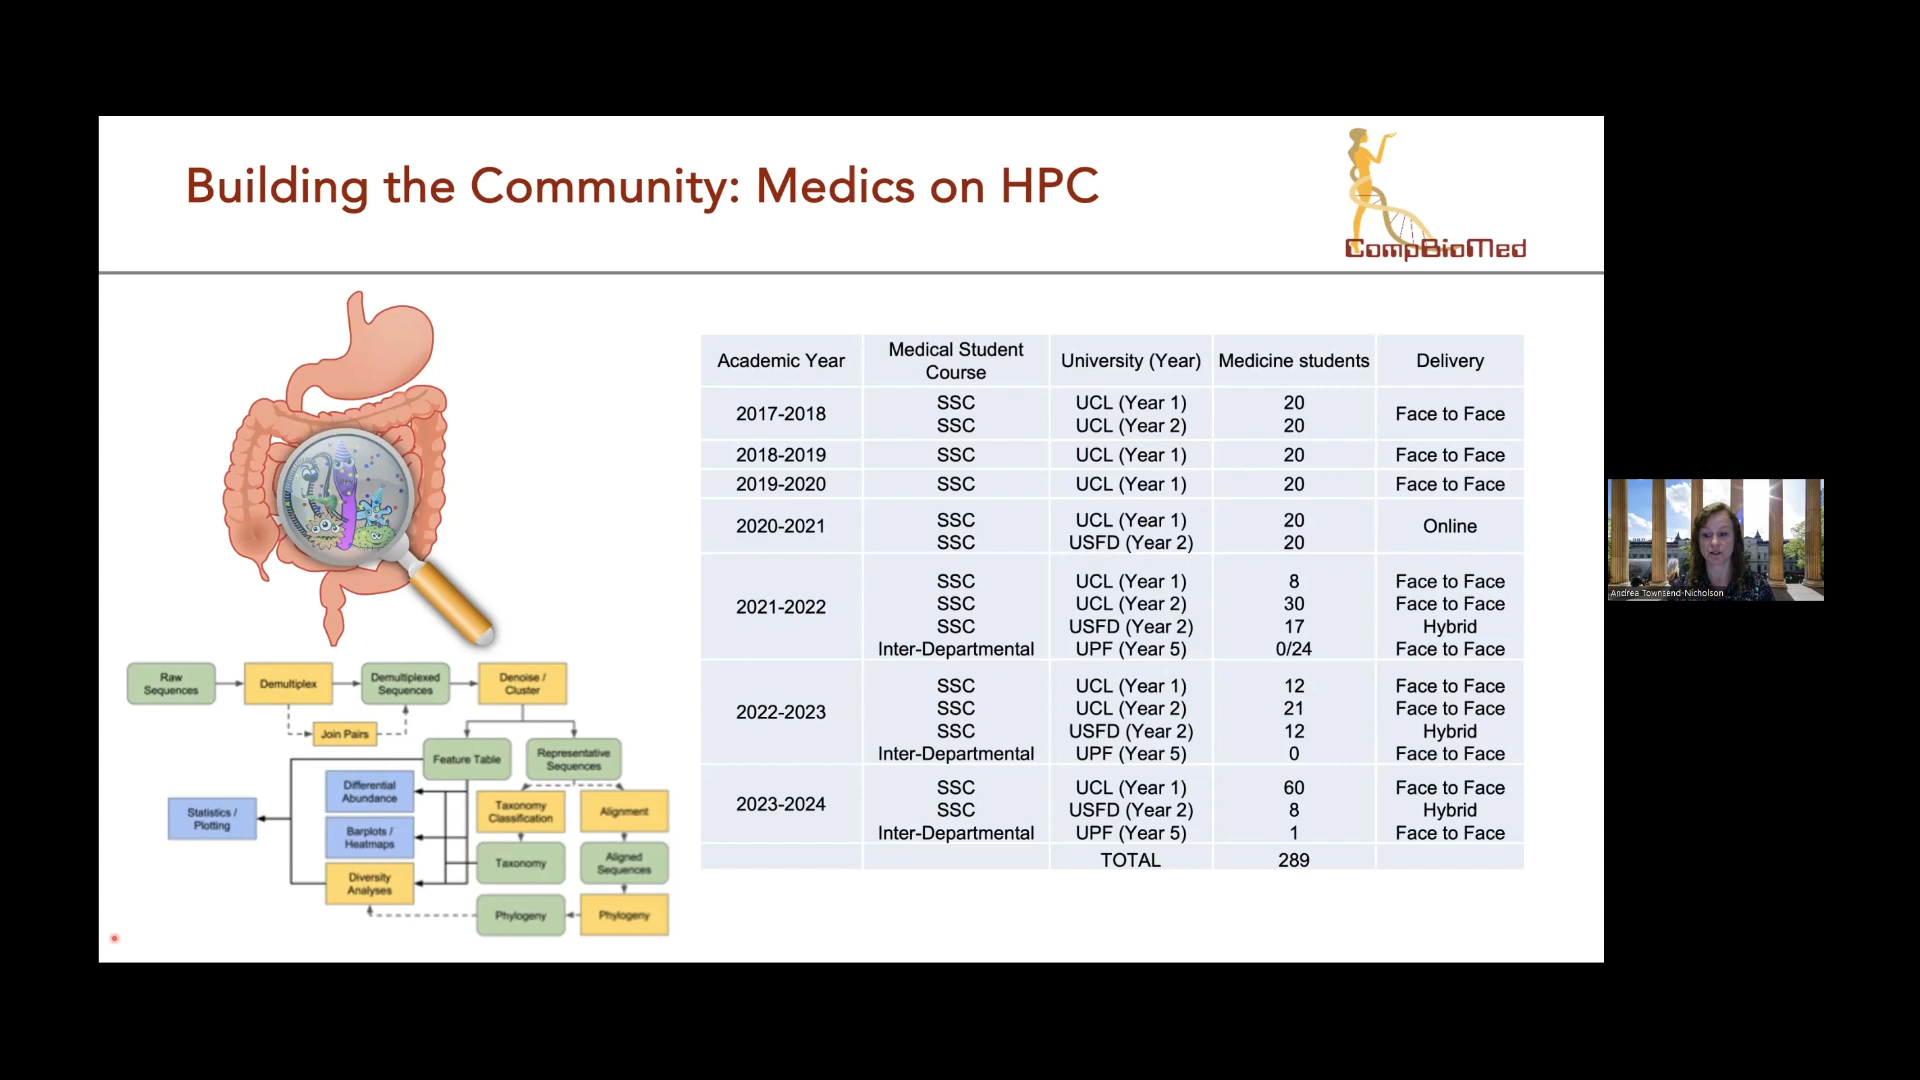 Building the Community: Medics on HPC
CompBioMed
Academic Year
Medical Student
Course
University (Year)
Medicine students
Delivery
2017-2018
SSC
SSC
UCL (Year 1)
UCL (Year 2)
20
20
Face to Face
2018-2019
SSC
UCL (Year 1)
20
Face to Face
2019-2020
SSC
UCL (Year 1)
20
Face to Face
2020-2021
SSC
SSC
UCL (Year 1)
USFD (Year 2)
20
20
Online
2021-2022
SSC
SSC
SSC
Inter-Departmental
UCL (Year 1)
UCL (Year 2)
USFD (Year 2)
UPF (Year 5)
8
30
17
0/24
Face to Face
Face to Face
Hybrid
Face to Face
2022-2023
SSC
SSC
SSC
Inter-Departmental
UCL (Year 1)
UCL (Year 2)
USFD (Year 2)
UPF (Year 5)
12
21
12
0
Face to Face
Face to Face
Hybrid
Face to Face
2023-2024
SSC
SSC
Inter-Departmental
UCL (Year 1)
USFD (Year 2)
UPF (Year 5)
60
8
1
Face to Face
Hybrid
Face to Face
TOTAL
289
Raw
Sequences
Demultiplex
Demultiplexed
Sequences
Denoise /
Cluster
Join Pairs
Feature Table
Representative
Sequences
Differential
Abundance
Statistics /
Plotting
Barplots /
Heatmaps
Taxonomy
Classification
Alignment
Diversity
Analyses
Taxonomy
Aligned
Sequences
Phylogeny
Phylogeny
Andrea Townsend-Nicholson